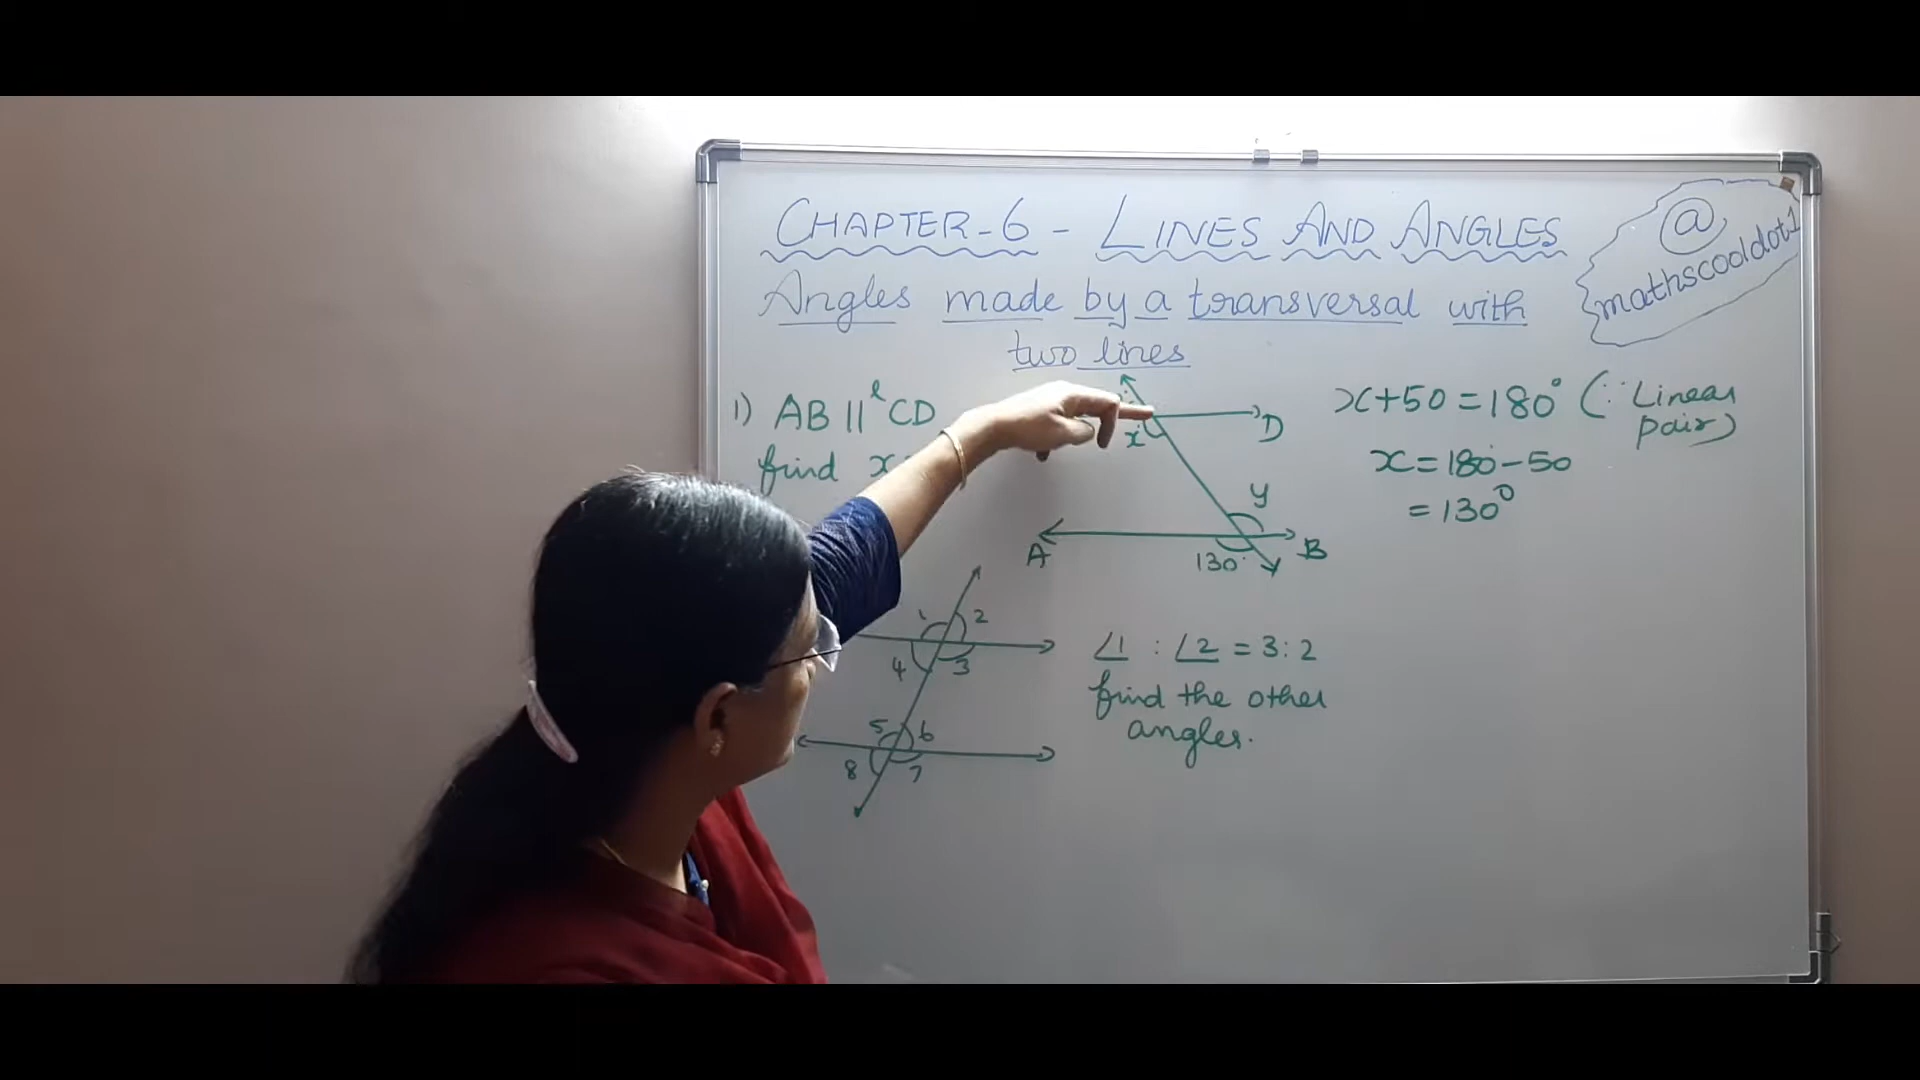 CHAPTER-6 - LINES AND ANGLES
@mathscooldot1
Angles made by a transversal with
two lines
1) AB ||ˡ CD
find x
x
D
y
A
130°
B
x+50 = 180° (∵ Linear
pair)
x = 180-50
= 130°
1 2
4 3
5 6
8 7
∠1 : ∠2 = 3:2
find the other
angles.